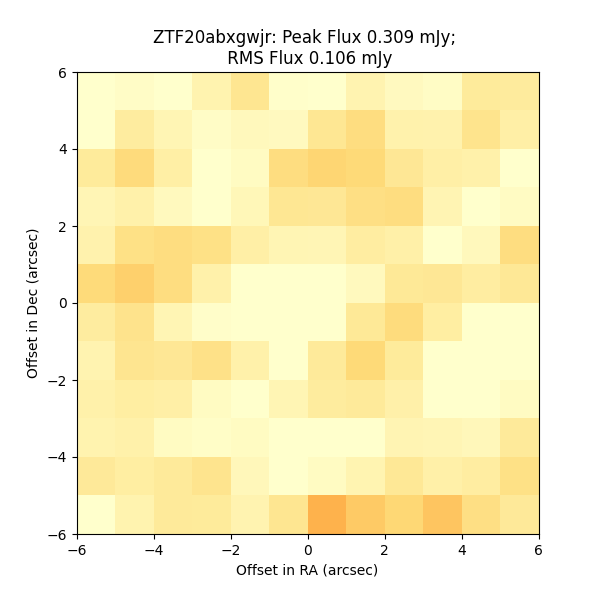 ZTF20abxgwjr: Peak Flux 0.309 mJy;
RMS Flux 0.106 mJy
6
4
2
0
−2
−4
−6
Offset in Dec (arcsec)
−6 −4 −2 0 2 4 6
Offset in RA (arcsec)